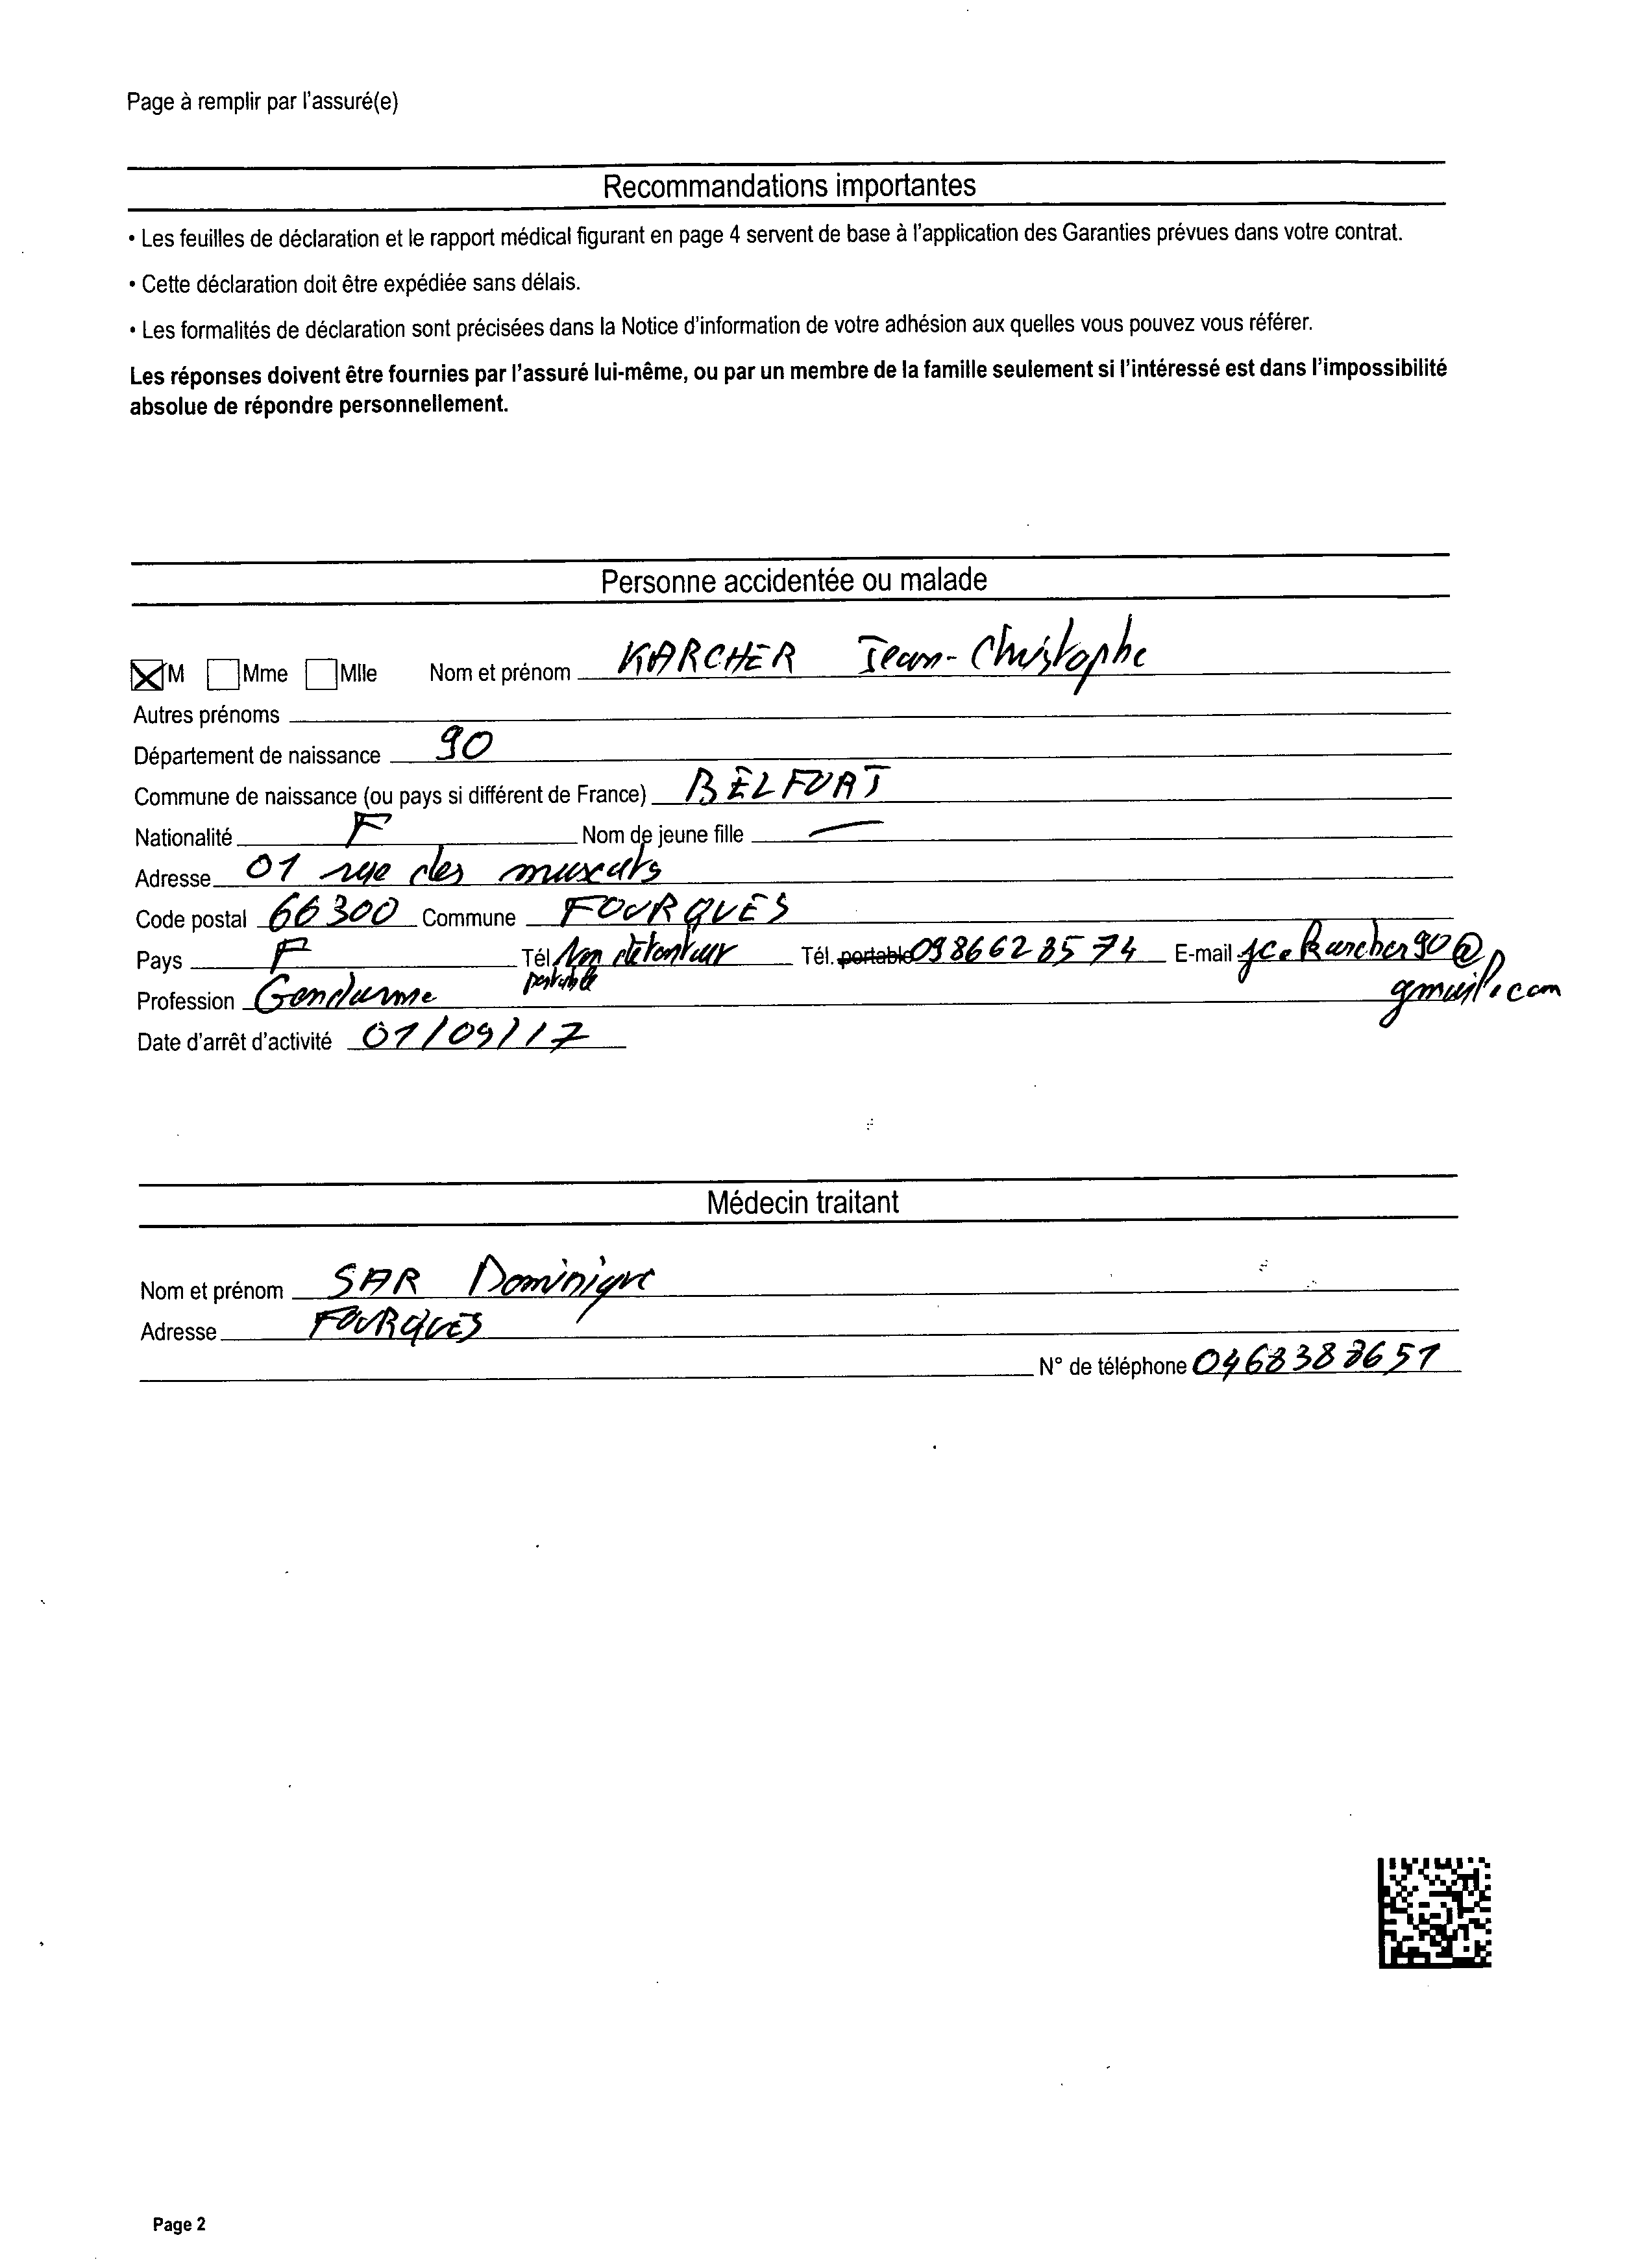 Page à remplir par l'assuré(e)
Recommandations importantes
• Les feuilles de déclaration et le rapport médical figurant en page 4 servent de base à l'application des Garanties prévues dans votre contrat.
• Cette déclaration doit être expédiée sans délais.
• Les formalités de déclaration sont précisées dans la Notice d'information de votre adhésion aux quelles vous pouvez vous référer.
Les réponses doivent être fournies par l'assuré lui-même, ou par un membre de la famille seulement si l'intéressé est dans l'impossibilité
absolue de répondre personnellement.
Personne accidentée ou malade
M Mme Mlle Nom et prénom KARCHER Jean-Christophe
Autres prénoms
Département de naissance 90
Commune de naissance (ou pays si différent de France) BELFORT
Nationalité F Nom de jeune fille —
Adresse 01 rue des muscats
Code postal 66300 Commune FOURQUES
Pays F Tél Non détenteur Tél. portable 0986628574 E-mail jc.karcher90@
portable gmail.com
Profession Gendarme
Date d'arrêt d'activité 01/09/17
Médecin traitant
Nom et prénom SAR Dominique
Adresse FOURQUES
N° de téléphone 0468388651
Page 2